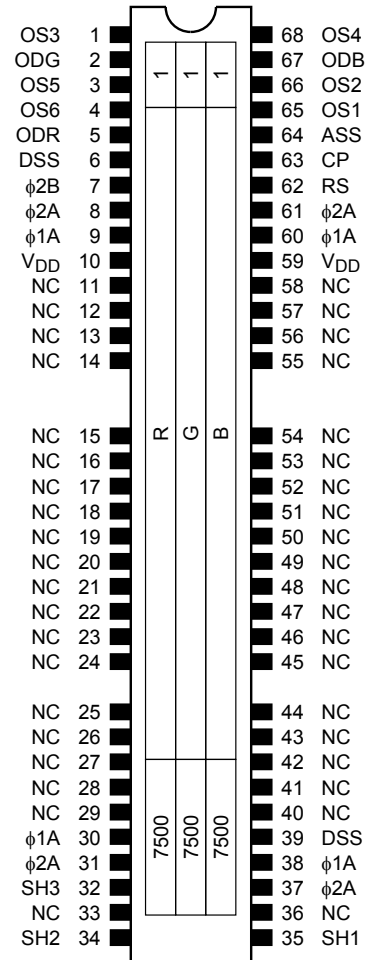 OS3 1 1 1 1 68 OS4
ODG 2 67 ODB
OS5 3 66 OS2
OS6 4 65 OS1
ODR 5 64 ASS
DSS 6 63 CP
ϕ2B 7 62 RS
ϕ2A 8 61 ϕ2A
ϕ1A 9 60 ϕ1A
VDD 10 59 VDD
NC 11 58 NC
NC 12 57 NC
NC 13 56 NC
NC 14 55 NC
NC 15 R G B 54 NC
NC 16 53 NC
NC 17 52 NC
NC 18 51 NC
NC 19 50 NC
NC 20 49 NC
NC 21 48 NC
NC 22 47 NC
NC 23 46 NC
NC 24 45 NC
NC 25 44 NC
NC 26 43 NC
NC 27 42 NC
NC 28 41 NC
NC 29 40 NC
ϕ1A 30 7500 7500 7500 39 DSS
ϕ2A 31 38 ϕ1A
SH3 32 37 ϕ2A
NC 33 36 NC
SH2 34 35 SH1